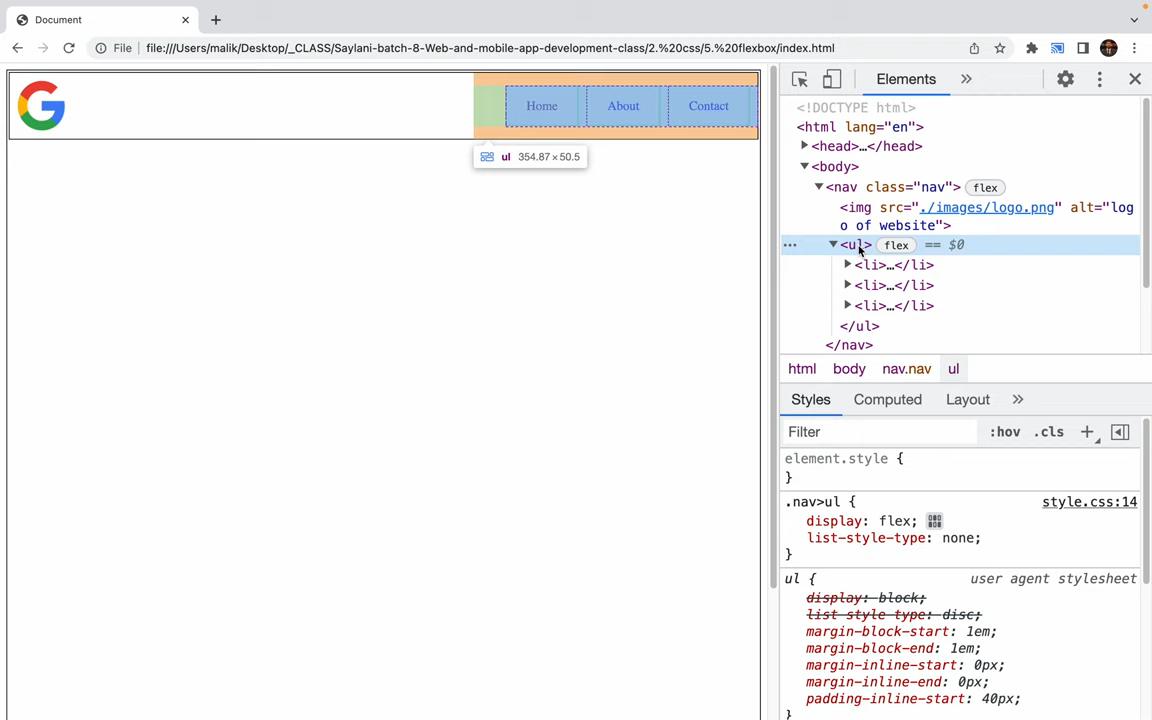 Document
File file:///Users/malik/Desktop/_CLASS/Saylani-batch-8-Web-and-mobile-app-development-class/2.%20css/5.%20flexbox/index.html
Home About Contact
ul 354.87 × 50.5
Elements
<!DOCTYPE html>
<html lang="en">
<head>…</head>
<body>
<nav class="nav"> flex
<img src="./images/logo.png" alt="log
o of website">
<ul> flex == $0
<li>…</li>
<li>…</li>
<li>…</li>
</ul>
</nav>
html body nav.nav ul
Styles Computed Layout
Filter :hov .cls
element.style {
}
.nav>ul { style.css:14
display: flex;
list-style-type: none;
}
ul { user agent stylesheet
display: block;
list-style-type: disc;
margin-block-start: 1em;
margin-block-end: 1em;
margin-inline-start: 0px;
margin-inline-end: 0px;
padding-inline-start: 40px;
}